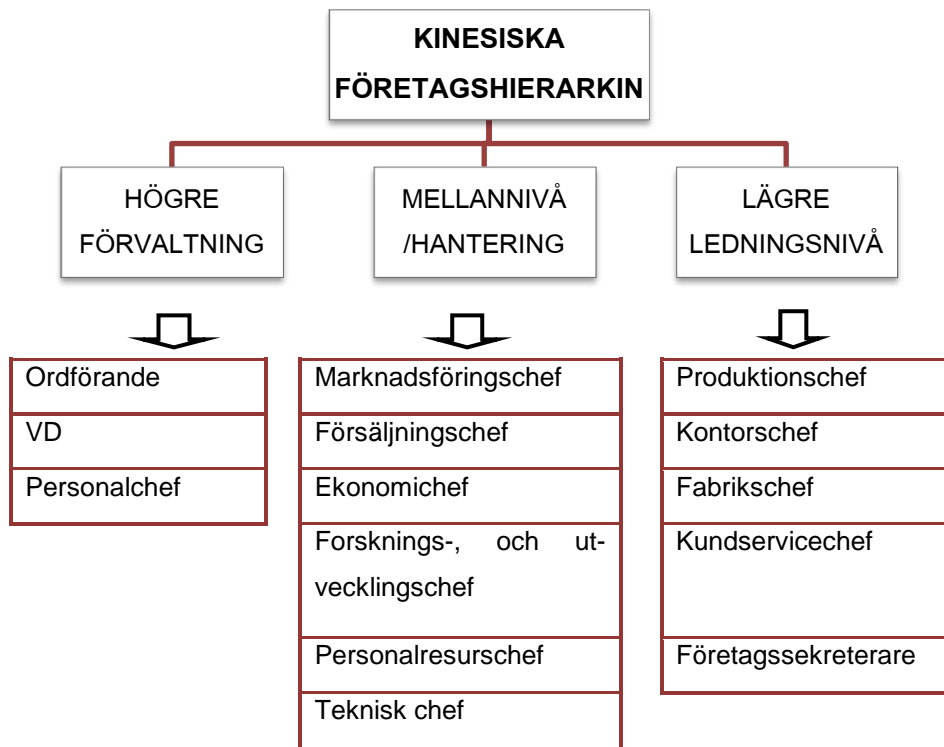 KINESISKA
FÖRETAGSHIERARKIN
HÖGRE
FÖRVALTNING
MELLANNIVÅ
/HANTERING
LÄGRE
LEDNINGSNIVÅ
Ordförande
VD
Personalchef
Marknadsföringschef
Försäljningschef
Ekonomichef
Forsknings-, och ut-
vecklingschef
Personalresurschef
Teknisk chef
Produktionschef
Kontorschef
Fabrikschef
Kundservicechef
Företagssekreterare